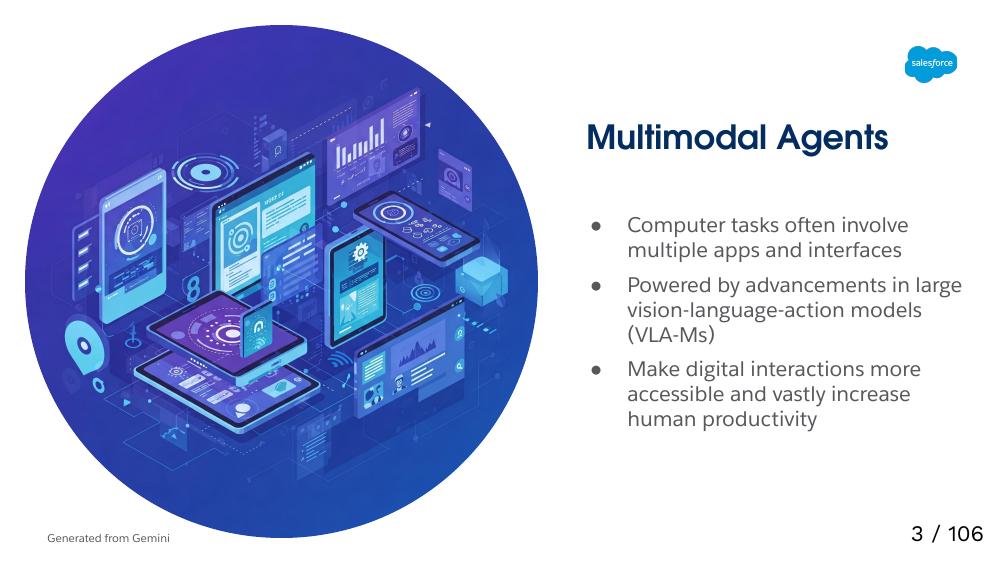 salesforce
Multimodal Agents
● Computer tasks often involve
multiple apps and interfaces
● Powered by advancements in large
vision-language-action models
(VLA-Ms)
● Make digital interactions more
accessible and vastly increase
human productivity
8
Generated from Gemini
3 / 106